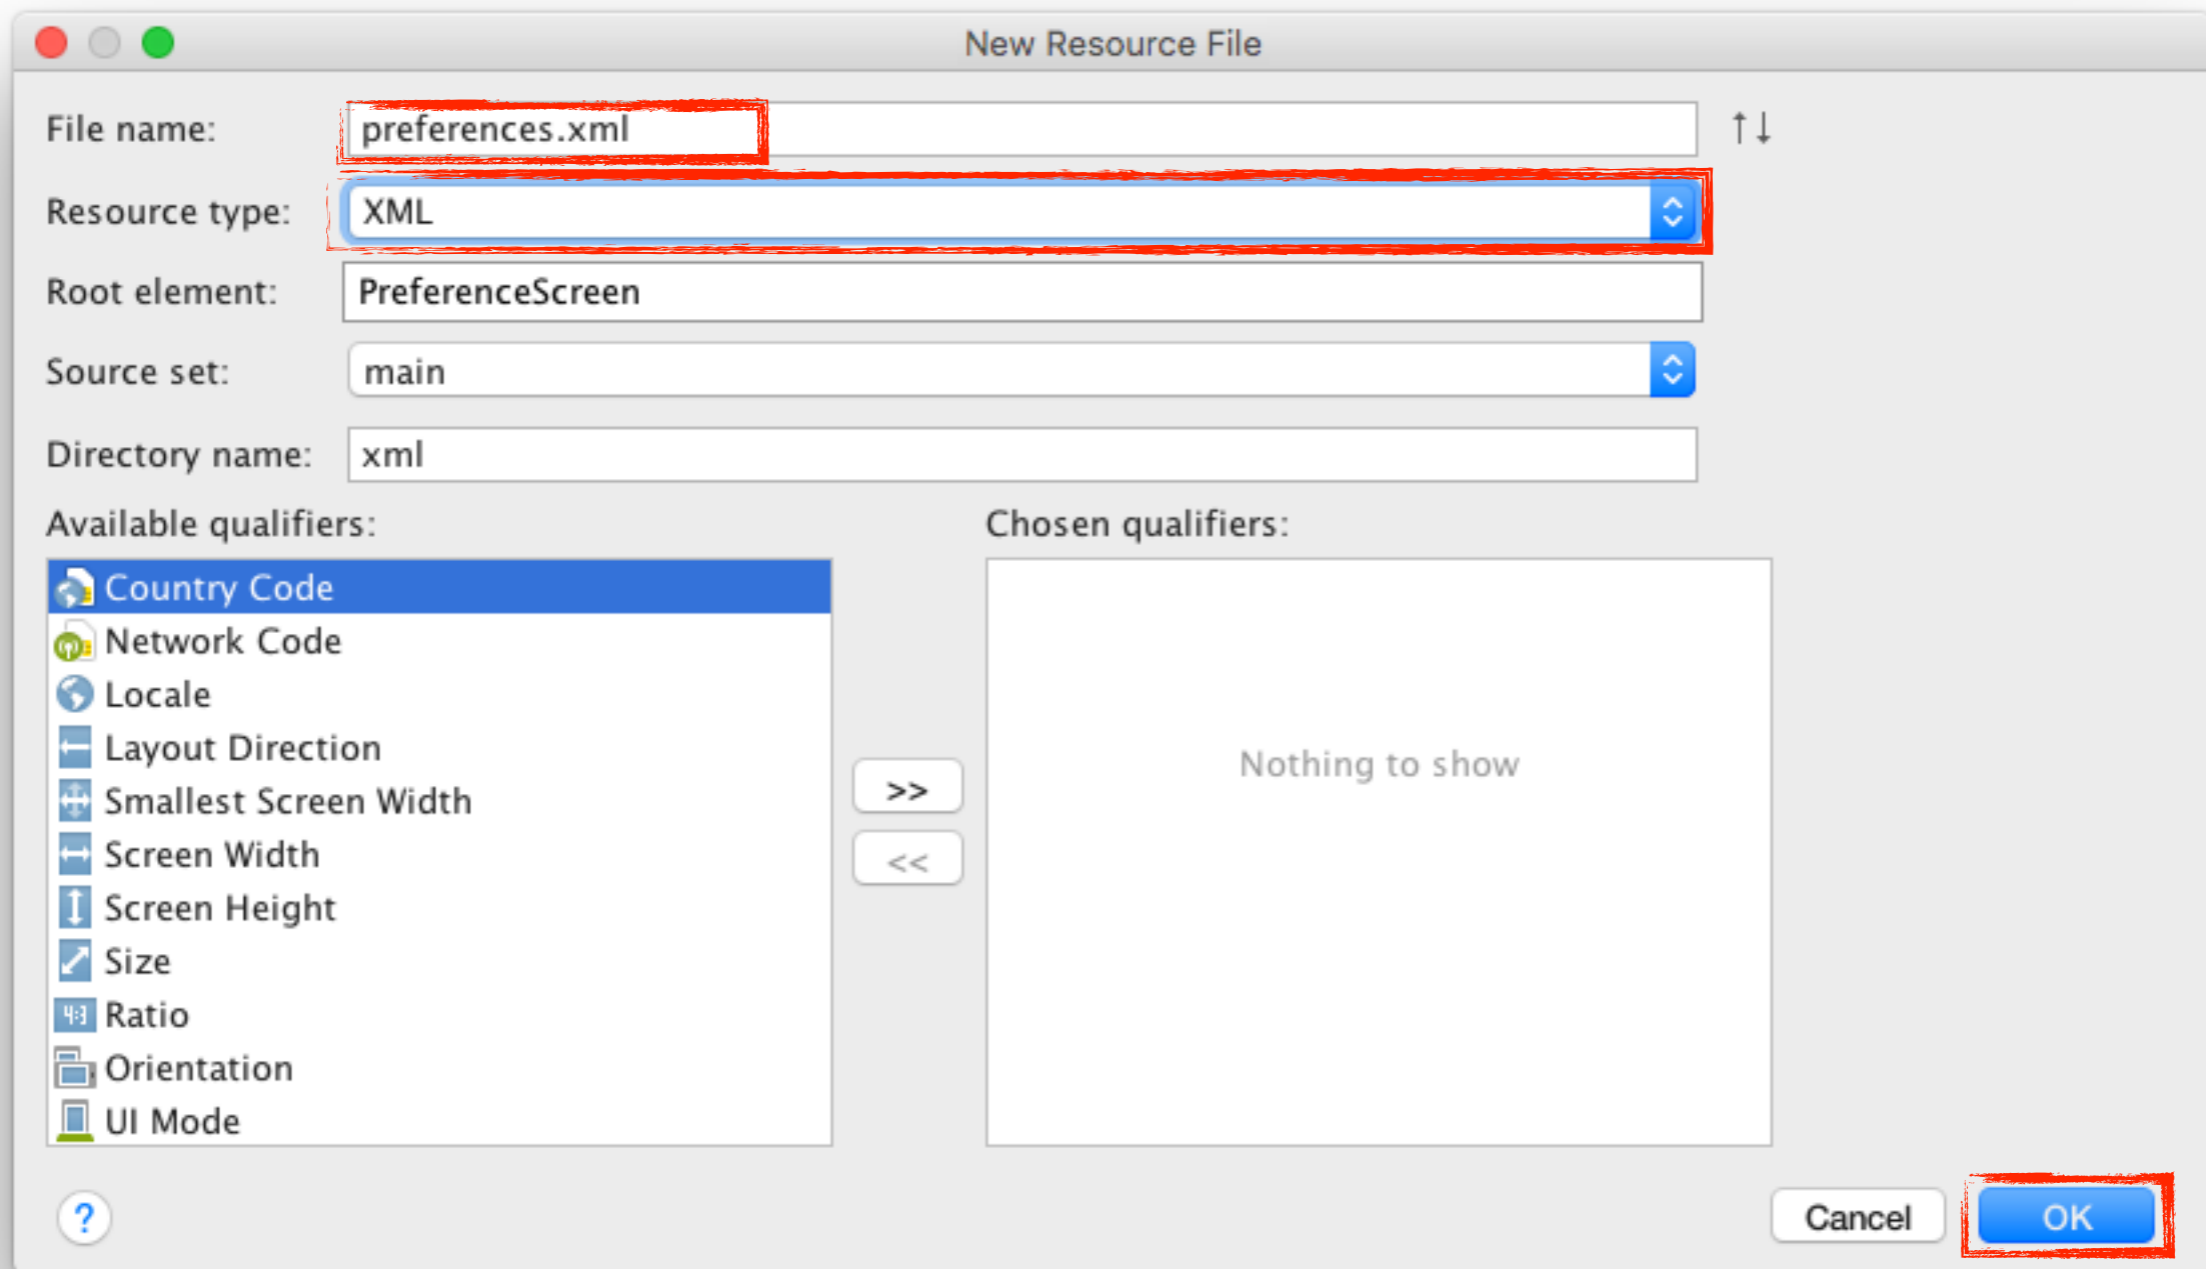 New Resource File
File name: preferences.xml ↑↓
Resource type: XML
Root element: PreferenceScreen
Source set: main
Directory name: xml
Available qualifiers:
Country Code
Network Code
Locale
Layout Direction
Smallest Screen Width
Screen Width
Screen Height
Size
4:3 Ratio
Orientation
UI Mode
>>
<<
Chosen qualifiers:
Nothing to show
?
Cancel
OK